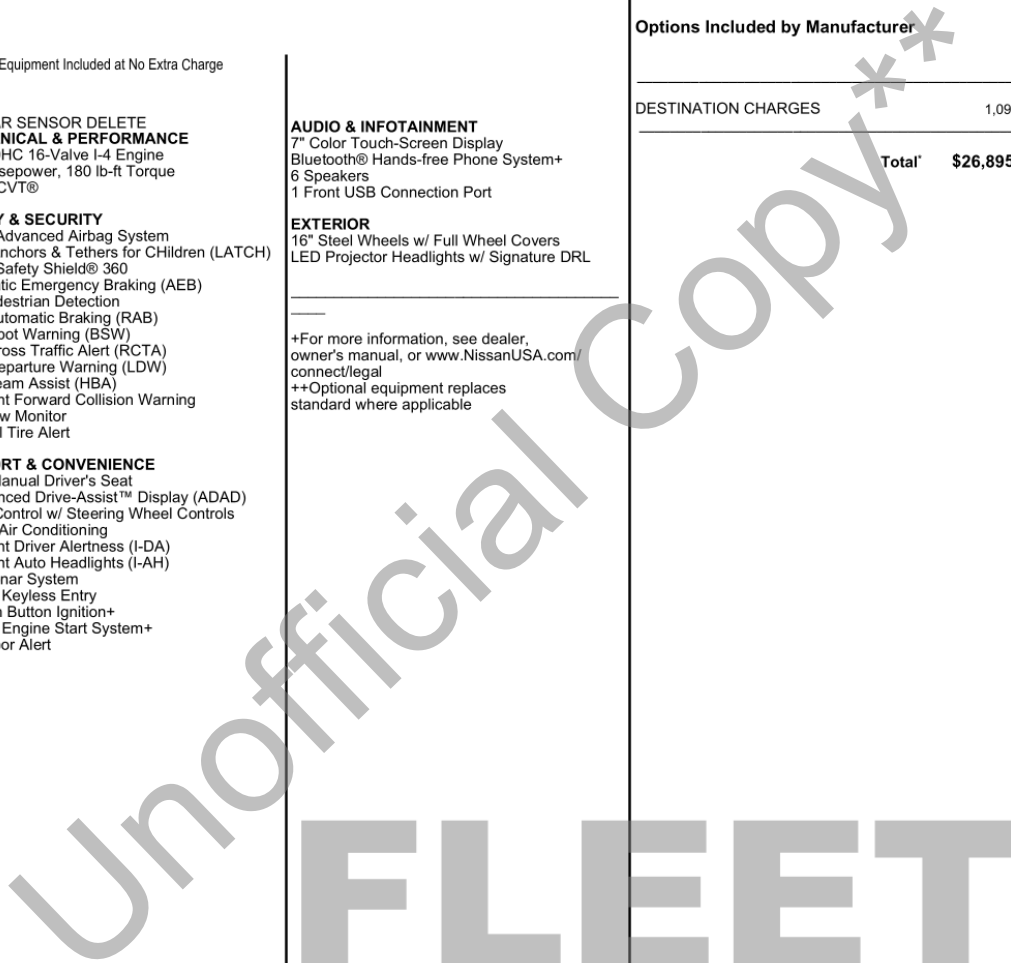 Equipment Included at No Extra Charge
R SENSOR DELETE
NICAL & PERFORMANCE
HC 16-Valve I-4 Engine
sepower, 180 lb-ft Torque
CVT®
Y & SECURITY
Advanced Airbag System
nchors & Tethers for CHildren (LATCH)
Safety Shield® 360
tic Emergency Braking (AEB)
destrian Detection
utomatic Braking (RAB)
pot Warning (BSW)
ross Traffic Alert (RCTA)
eparture Warning (LDW)
eam Assist (HBA)
nt Forward Collision Warning
w Monitor
l Tire Alert
RT & CONVENIENCE
Manual Driver's Seat
nced Drive-Assist™ Display (ADAD)
Control w/ Steering Wheel Controls
Air Conditioning
nt Driver Alertness (I-DA)
nt Auto Headlights (I-AH)
nar System
Keyless Entry
n Button Ignition+
Engine Start System+
or Alert
AUDIO & INFOTAINMENT
7" Color Touch-Screen Display
Bluetooth® Hands-free Phone System+
6 Speakers
1 Front USB Connection Port
EXTERIOR
16" Steel Wheels w/ Full Wheel Covers
LED Projector Headlights w/ Signature DRL
+For more information, see dealer,
owner's manual, or www.NissanUSA.com/
connect/legal
++Optional equipment replaces
standard where applicable
Options Included by Manufacturer
DESTINATION CHARGES 1,09
Total* $26,895
Unofficial Copy**
FLEET